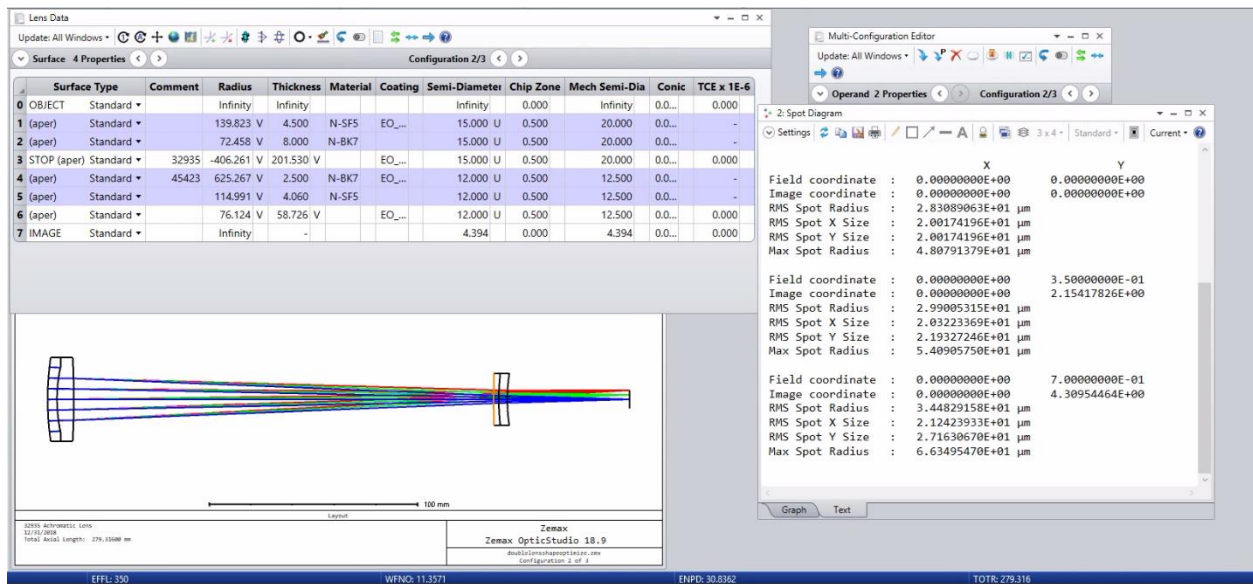 Lens Data
Update: All Windows
Surface 4 Properties Configuration 2/3
Surface Type Comment Radius Thickness Material Coating Semi-Diameter Chip Zone Mech Semi-Dia Conic TCE x 1E-6
0 OBJECT Standard Infinity Infinity Infinity 0.000 Infinity 0.0... 0.000
1 (aper) Standard 139.823 V 4.500 N-SF5 EO_... 15.000 U 0.500 20.000 0.0... -
2 (aper) Standard 72.458 V 8.000 N-BK7 15.000 U 0.500 20.000 0.0... -
3 STOP (aper) Standard 32935 -406.261 V 201.530 V EO_... 15.000 U 0.500 20.000 0.0... 0.000
4 (aper) Standard 45423 625.267 V 2.500 N-BK7 EO_... 12.000 U 0.500 12.500 0.0... -
5 (aper) Standard 114.991 V 4.060 N-SF5 12.000 U 0.500 12.500 0.0... -
6 (aper) Standard 76.124 V 58.726 V EO_... 12.000 U 0.500 12.500 0.0... 0.000
7 IMAGE Standard Infinity - 4.394 0.000 4.394 0.0... 0.000
Multi-Configuration Editor
Update: All Windows
Operand 2 Properties Configuration 2/3
2: Spot Diagram
Settings 3 x 4 Standard Current
X Y
Field coordinate : 0.00000000E+00 0.00000000E+00
Image coordinate : 0.00000000E+00 0.00000000E+00
RMS Spot Radius : 2.83089063E+01 µm
RMS Spot X Size : 2.00174196E+01 µm
RMS Spot Y Size : 2.00174196E+01 µm
Max Spot Radius : 4.80791379E+01 µm
Field coordinate : 0.00000000E+00 3.50000000E-01
Image coordinate : 0.00000000E+00 2.15417826E+00
RMS Spot Radius : 2.99005315E+01 µm
RMS Spot X Size : 2.03223369E+01 µm
RMS Spot Y Size : 2.19327246E+01 µm
Max Spot Radius : 5.40905750E+01 µm
Field coordinate : 0.00000000E+00 7.00000000E-01
Image coordinate : 0.00000000E+00 4.30954464E+00
RMS Spot Radius : 3.44829158E+01 µm
RMS Spot X Size : 2.12423933E+01 µm
RMS Spot Y Size : 2.71630670E+01 µm
Max Spot Radius : 6.63495470E+01 µm
Graph Text
100 mm
Layout
32935 Achromatic Lens
12/31/2018
Total Axial Length: 279.31600 mm
Zemax
Zemax OpticStudio 18.9
doublelensshapeoptimize.zmx
Configuration 2 of 3
EFFL: 350 WFNO: 11.3571 ENPD: 30.8362 TOTR: 279.316